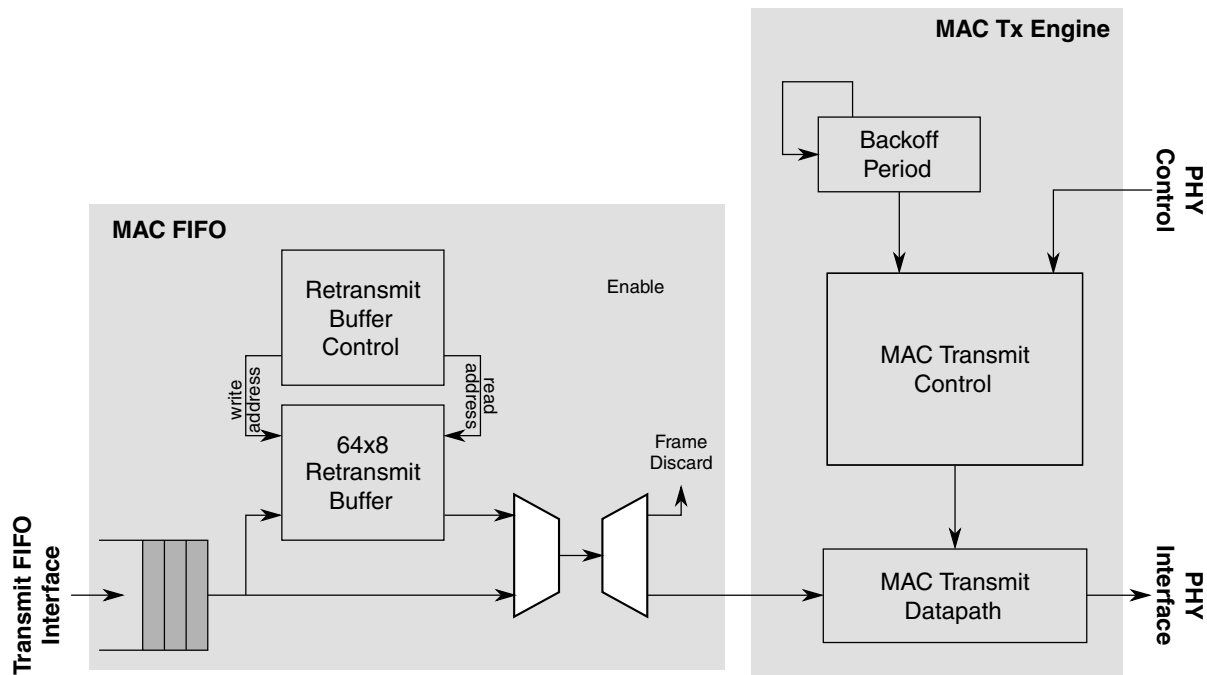 MAC Tx Engine
Backoff
Period
PHY
Control
MAC FIFO
Retransmit
Buffer
Control
Enable
MAC Transmit
Control
write
address
read
address
64x8
Retransmit
Buffer
Frame
Discard
Transmit FIFO
Interface
MAC Transmit
Datapath
PHY
Interface